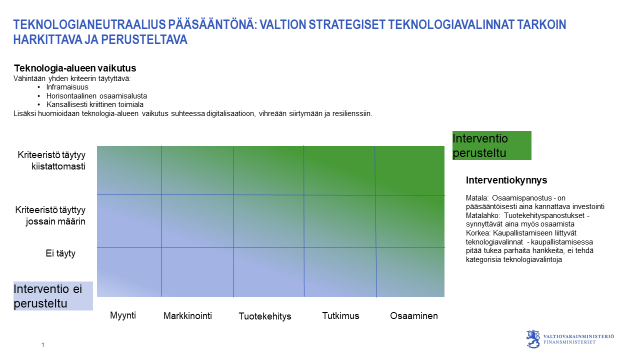 TEKNOLOGIANEUTRAALIUS PÄÄSÄÄNTÖNÄ: VALTION STRATEGISET TEKNOLOGIAVALINNAT TARKOIN
HARKITTAVA JA PERUSTELTAVA
Teknologia-alueen vaikutus
Vähintään yhden kriteerin täytyttävä:
• Inframaisuus
• Horisontaalinen osaamisalusta
• Kansallisesti kriittinen toimiala
Lisäksi huomioidaan teknologia-alueen vaikutus suhteessa digitalisaatioon, vihreään siirtymään ja resilienssiin.
Interventio
perusteltu
Kriteeristö täytyy
kiistattomasti
Kriteeristö täyttyy
jossain määrin
Ei täyty
Interventio ei
perusteltu
Myynti
Markkinointi
Tuotekehitys
Tutkimus
Osaaminen
Interventiokynnys
Matala: Osaamispanostus - on
pääsääntöisesti aina kannattava investointi
Matalahko: Tuotekehityspanostukset -
synnyttävät aina myös osaamista
Korkea: Kaupallistamiseen liittyvät
teknologiavalinnat - kaupallistamisessa
pitää tukea parhaita hankkeita, ei tehdä
kategorisia teknologiavalintoja
1
VALTIOVARAINMINISTERIÖ
FINANSMINISTERIET